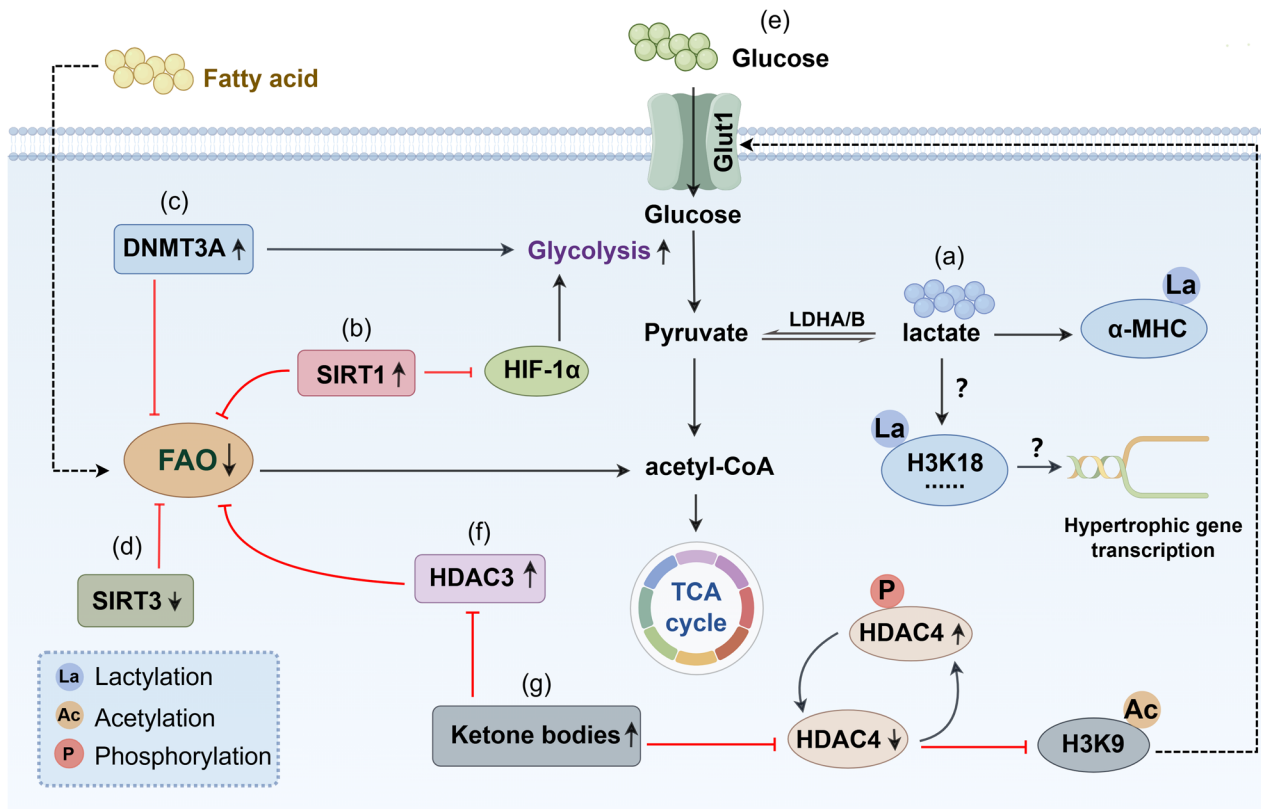 (e)
Glucose
Fatty acid
Glut1
(c)
DNMT3A ↑
Glycolysis ↑
Glucose
(a)
La
lactate
α-MHC
LDHA/B
Pyruvate
(b)
SIRT1 ↑
HIF-1α
?
La
H3K18
......
?
FAO ↓
acetyl-CoA
Hypertrophic gene
transcription
(d)
SIRT3 ↓
(f)
HDAC3 ↑
TCA
cycle
P
HDAC4 ↑
La Lactylation
Ac Acetylation
P Phosphorylation
(g)
Ketone bodies ↑
HDAC4 ↓
Ac
H3K9